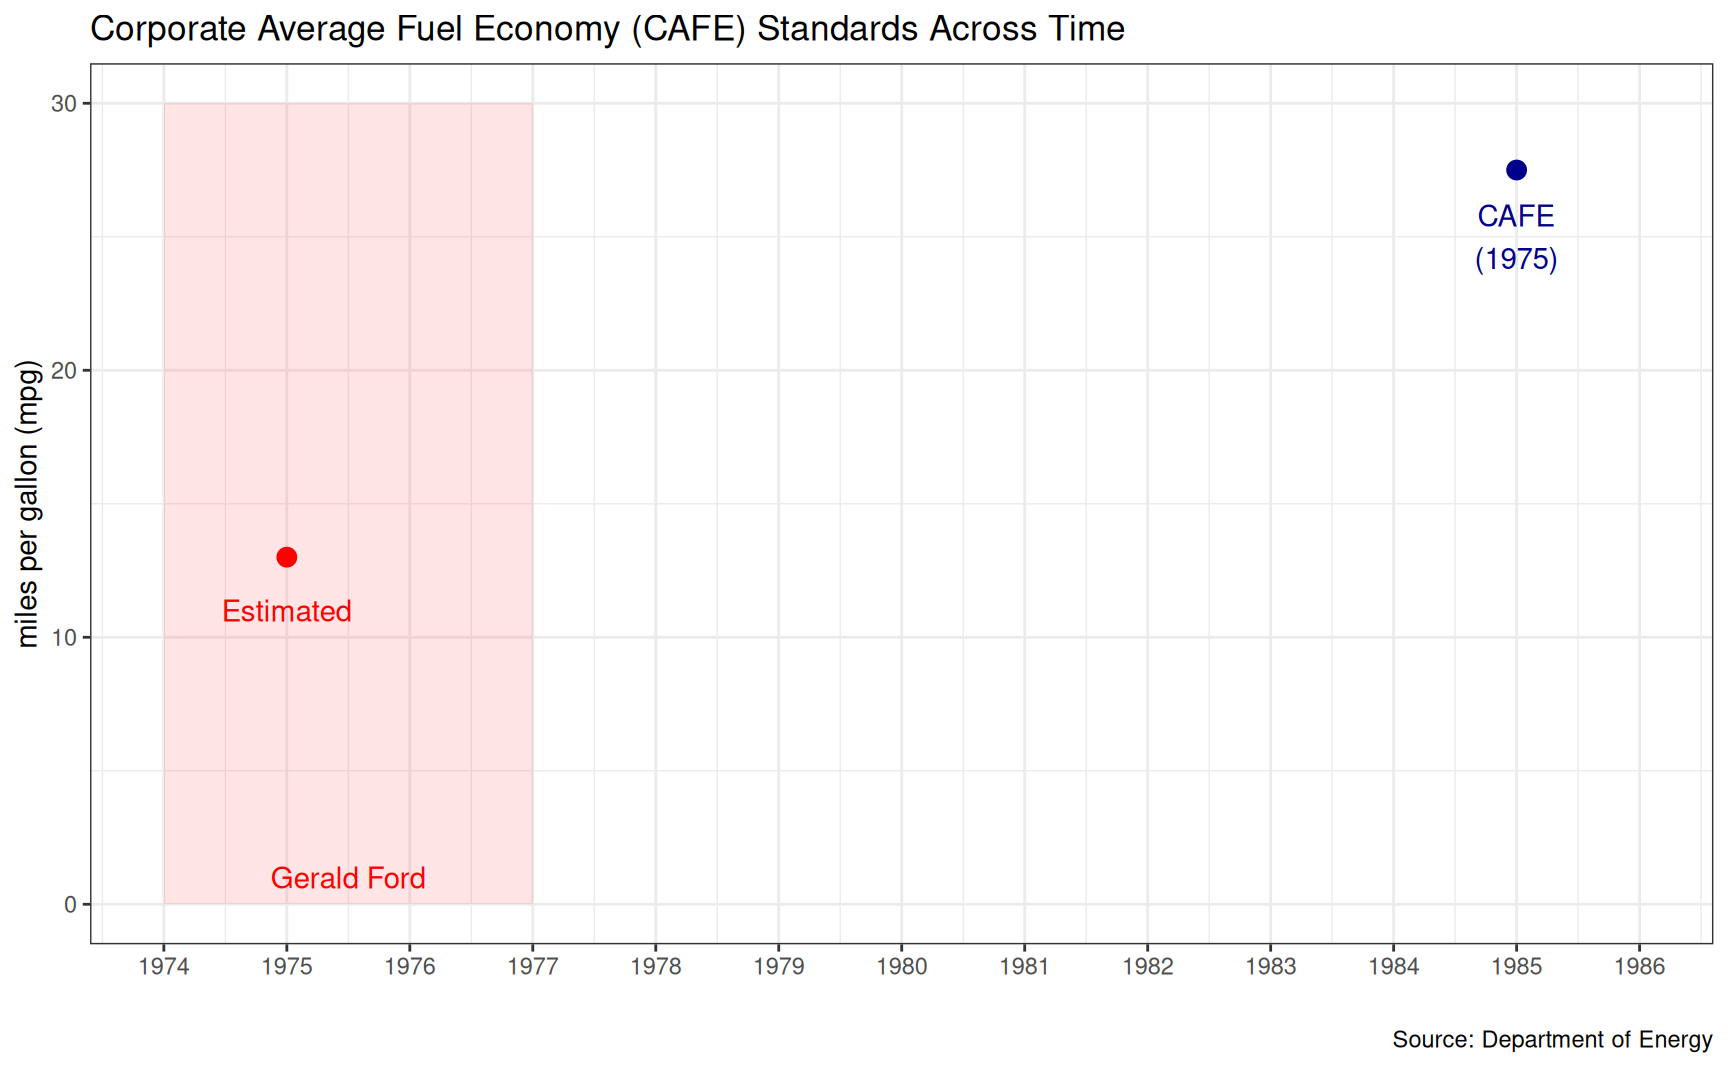 Corporate Average Fuel Economy (CAFE) Standards Across Time
miles per gallon (mpg)
30
20
10
0
CAFE
(1975)
Estimated
Gerald Ford
1974 1975 1976 1977 1978 1979 1980 1981 1982 1983 1984 1985 1986
Source: Department of Energy